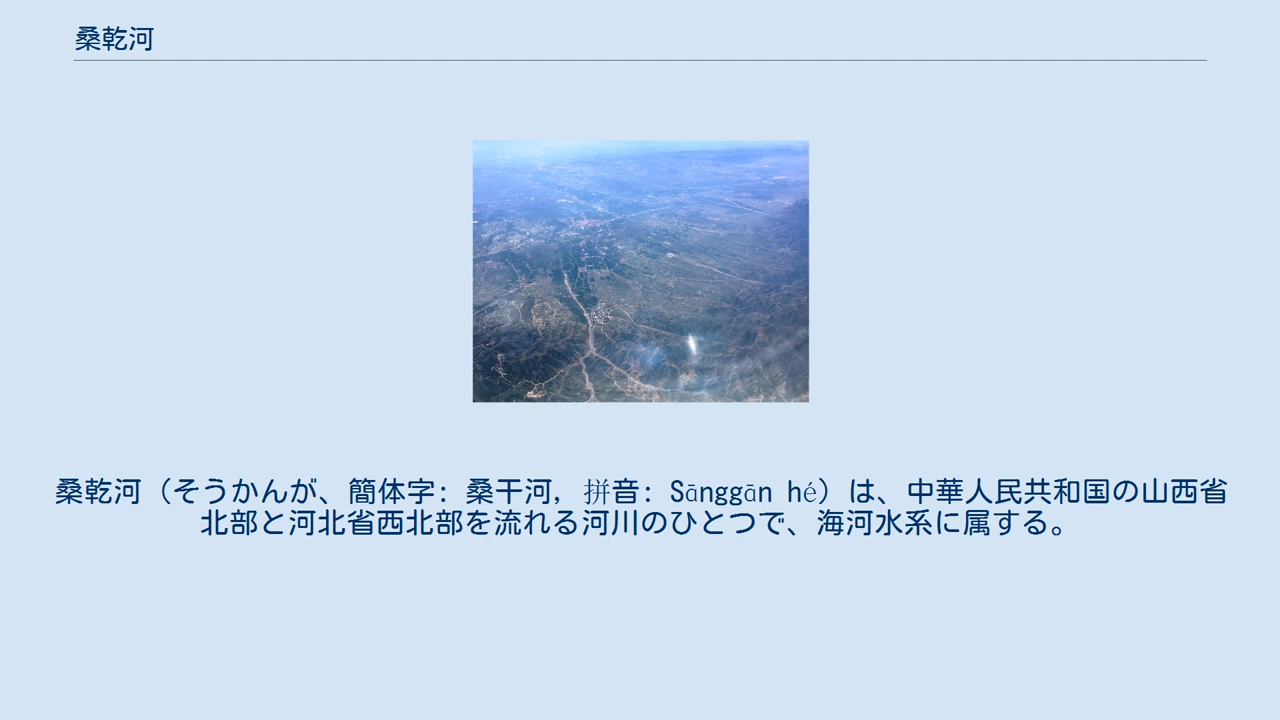 桑乾河
桑乾河（そうかんが、簡体字: 桑干河, 拼音: Sānggān hé）は、中華人民共和国の山西省
北部と河北省西北部を流れる河川のひとつで、海河水系に属する。